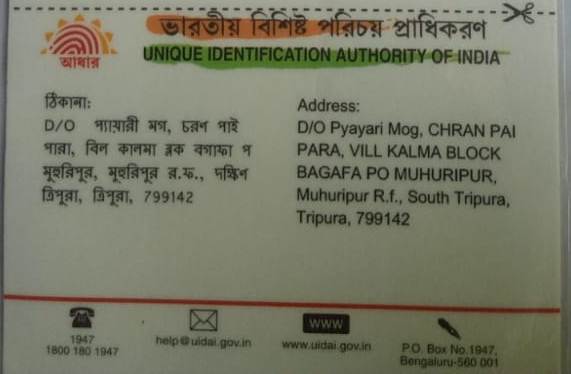 ভারতীয় বিশিষ্ট পরিচয় প্রাধিকরণ
UNIQUE IDENTIFICATION AUTHORITY OF INDIA
আধার
ঠিকানা:
D/O প্যায়ারী মগ, চরণ পাই
পারা, বিল কালমা ব্লক বগাফা প
মুহুরিপুর, মুহুরিপুর র.ফ., দক্ষিণ
ত্রিপুরা, ত্রিপুরা, 799142
Address:
D/O Pyayari Mog, CHRAN PAI
PARA, VILL KALMA BLOCK
BAGAFA PO MUHURIPUR,
Muhuripur R.f., South Tripura,
Tripura, 799142
1947
1800 180 1947
help@uidai.gov.in
WWW
www.uidai.gov.in
P.O. Box No.1947,
Bengaluru-560 001